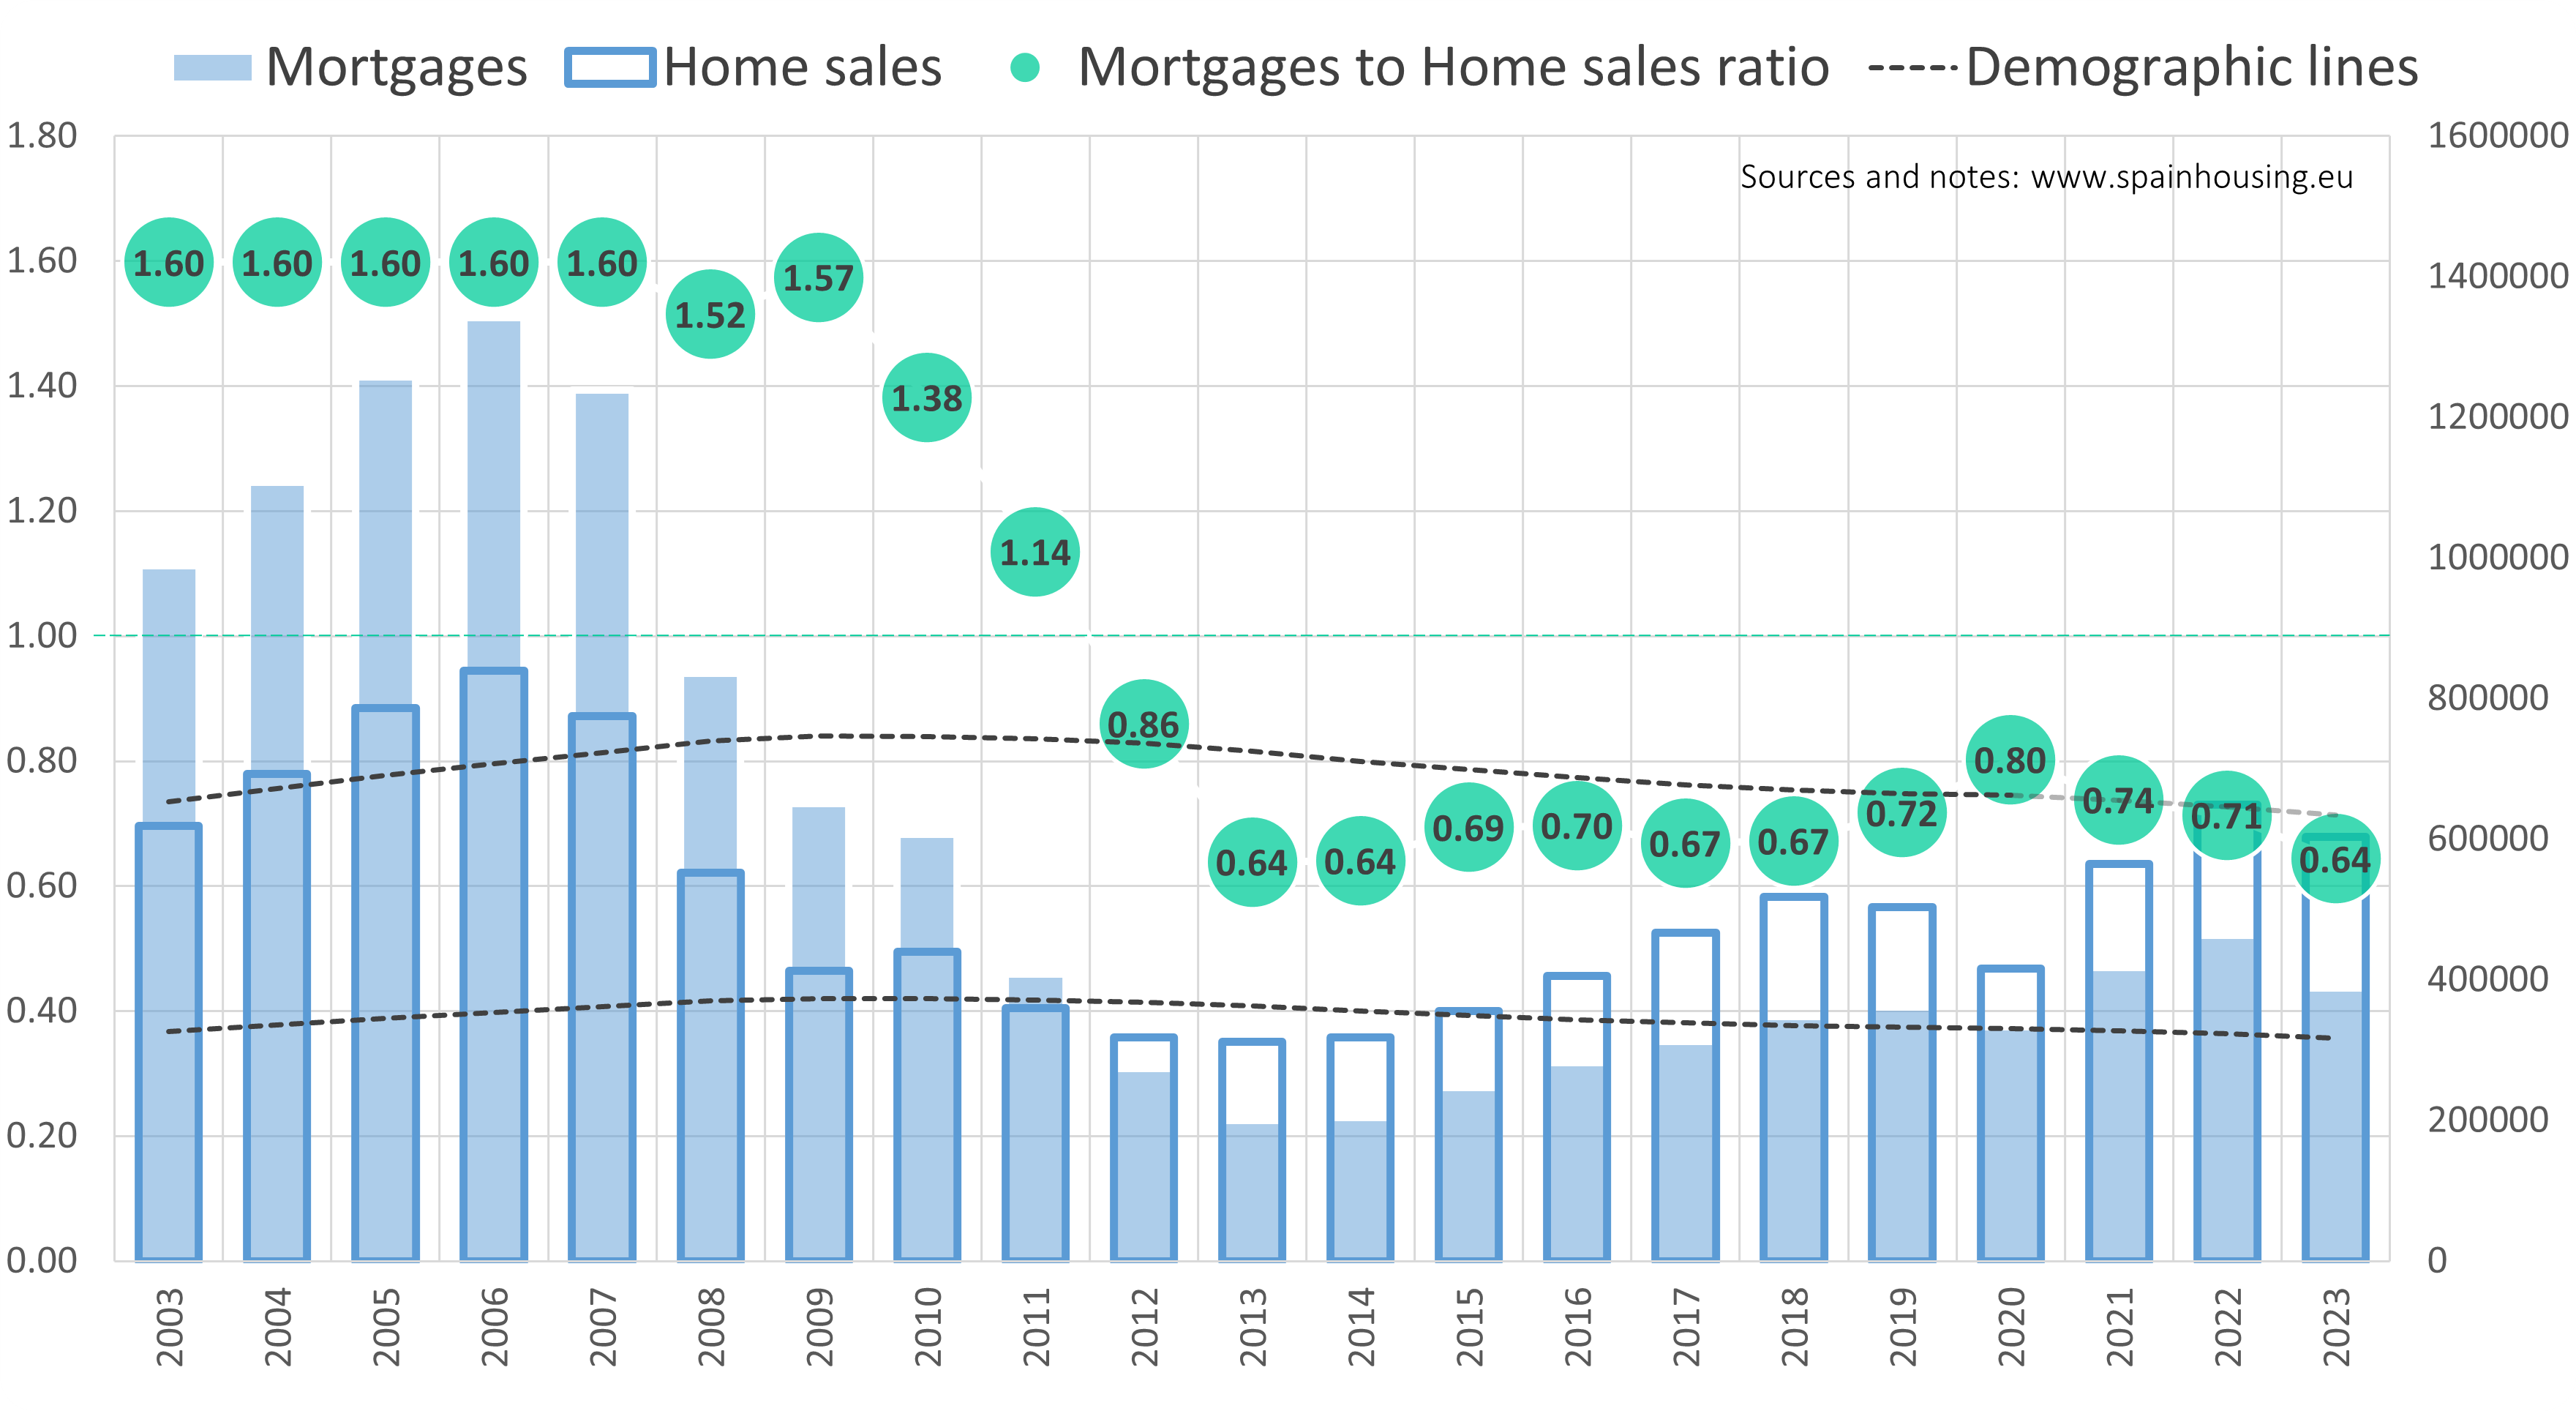 Mortgages Home sales Mortgages to Home sales ratio Demographic lines
1.80 1600000
Sources and notes: www.spainhousing.eu
1.60 1400000
1.40 1200000
1.20 1000000
1.00 800000
0.80 600000
0.60 400000
0.40 200000
0.20 0
0.00
1.60 1.60 1.60 1.60 1.60 1.52 1.57 1.38 1.14 0.86 0.64 0.64 0.69 0.70 0.67 0.67 0.72 0.80 0.74 0.71 0.64
2003 2004 2005 2006 2007 2008 2009 2010 2011 2012 2013 2014 2015 2016 2017 2018 2019 2020 2021 2022 2023